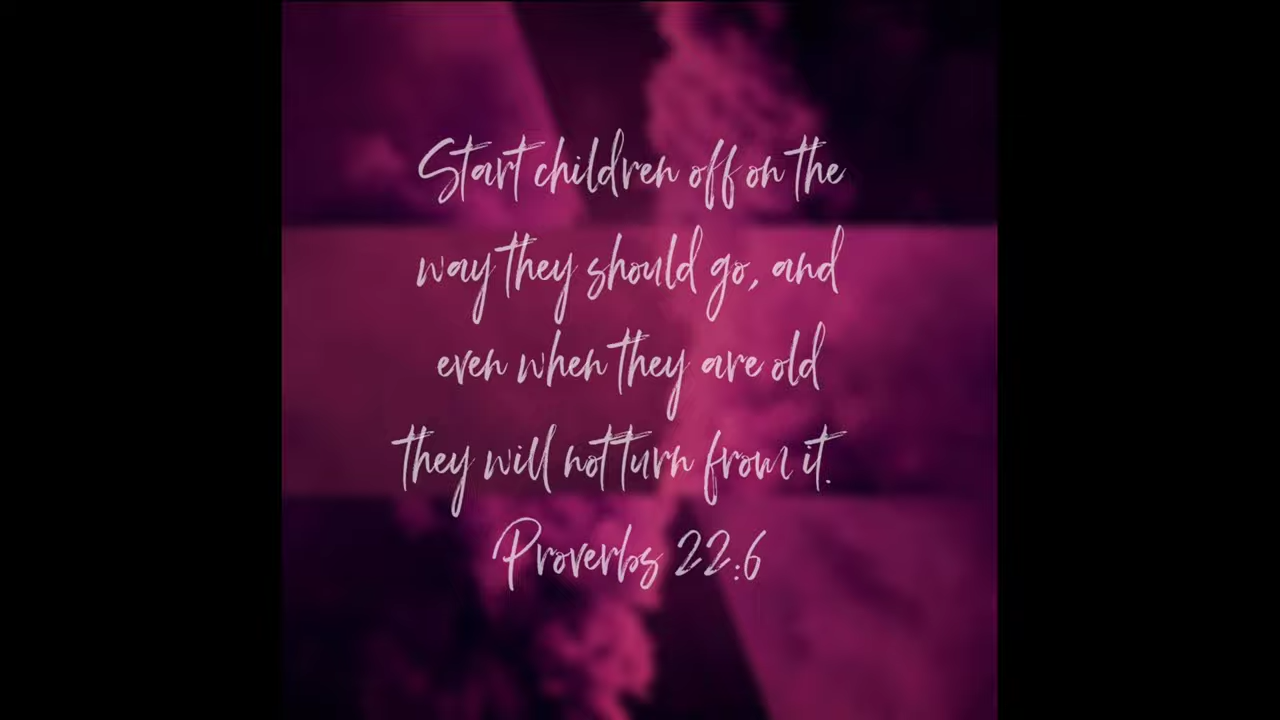 Start children off on the
way they should go, and
even when they are old
they will not turn from it.
Proverbs 22:6